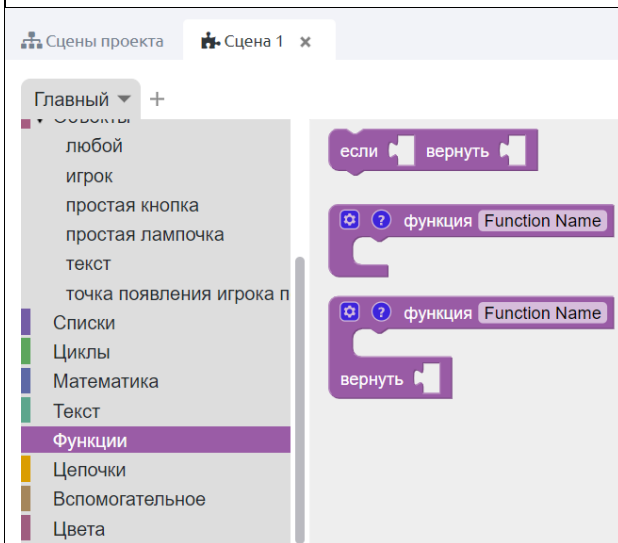 Сцены проекта Сцена 1 ×
Главный +
Объекты
любой
игрок
простая кнопка
простая лампочка
текст
точка появления игрока п
Списки
Циклы
Математика
Текст
Функции
Цепочки
Вспомогательное
Цвета
если вернуть
? функция Function Name
? функция Function Name
вернуть